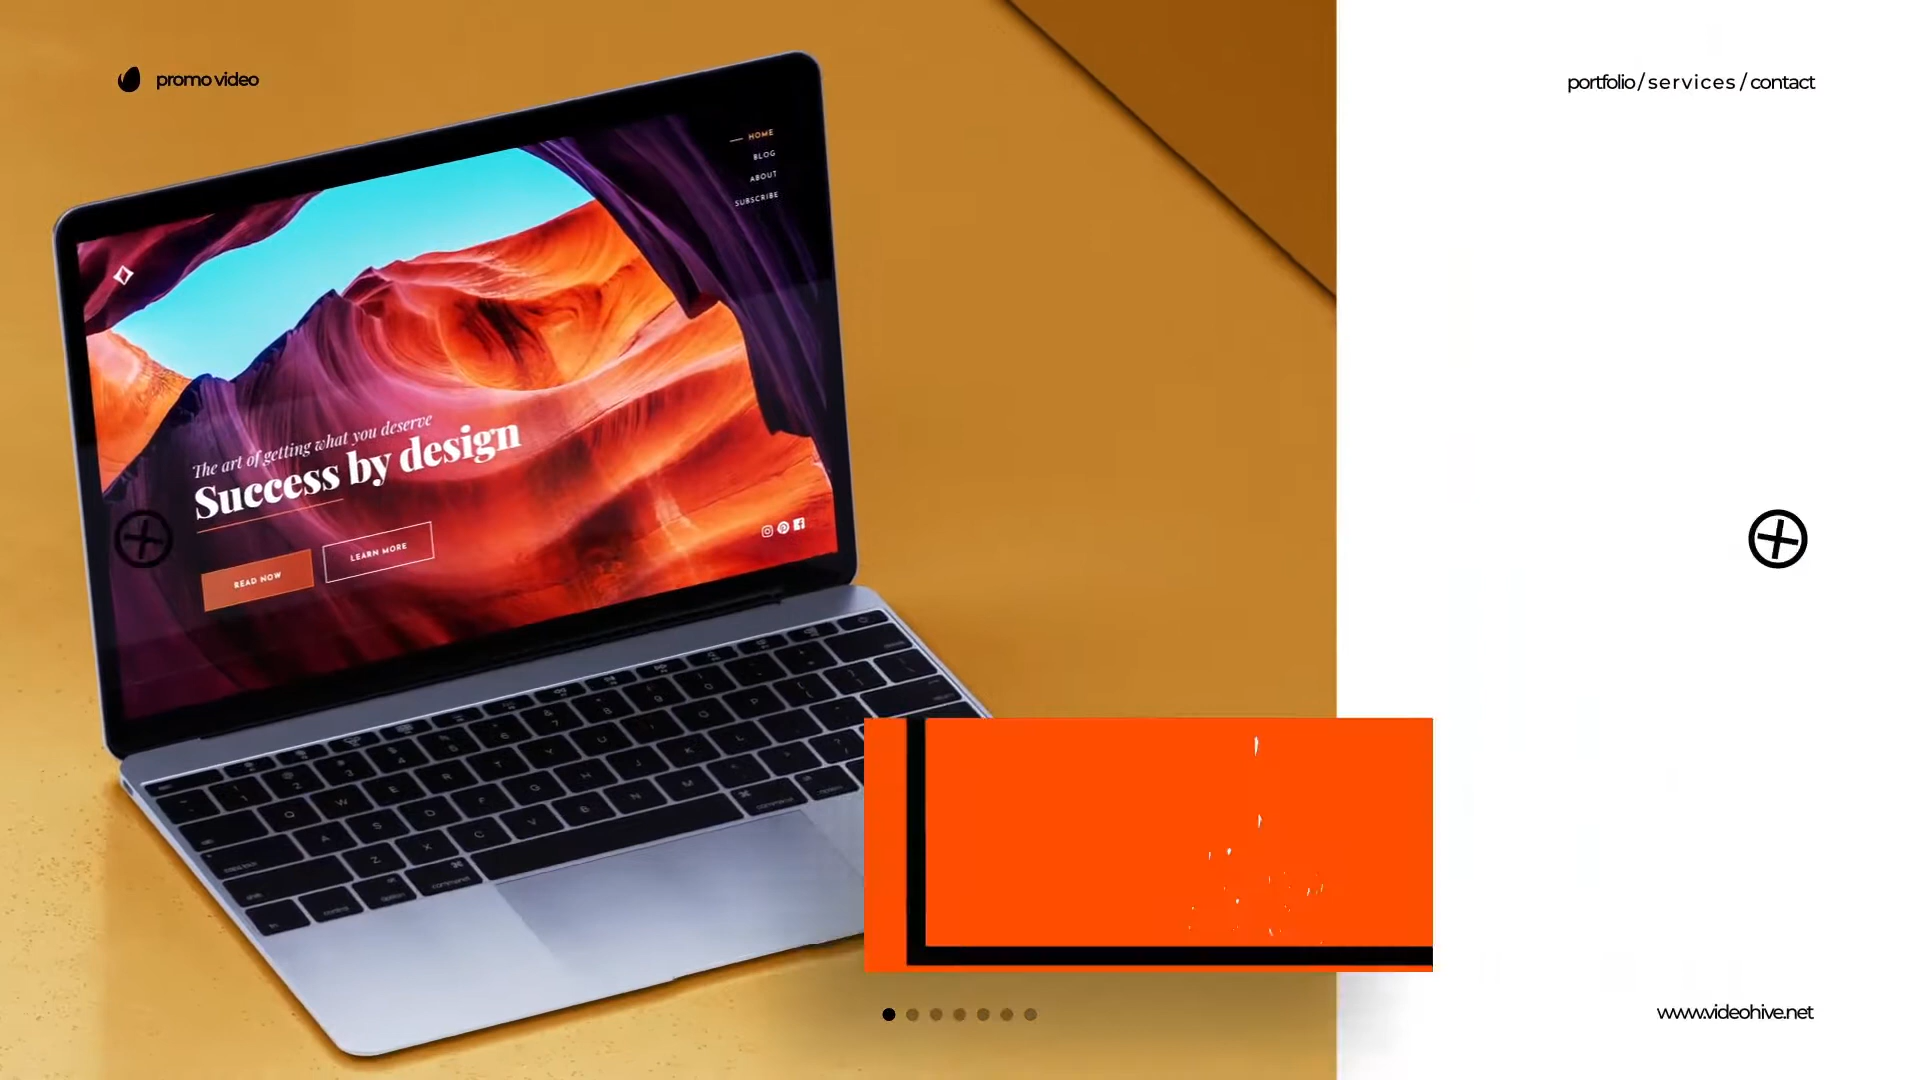 promo video
portfolio / services / contact
HOME
BLOG
ABOUT
SUBSCRIBE
The art of getting what you deserve
Success by design
READ NOW
LEARN MORE
www.videohive.net